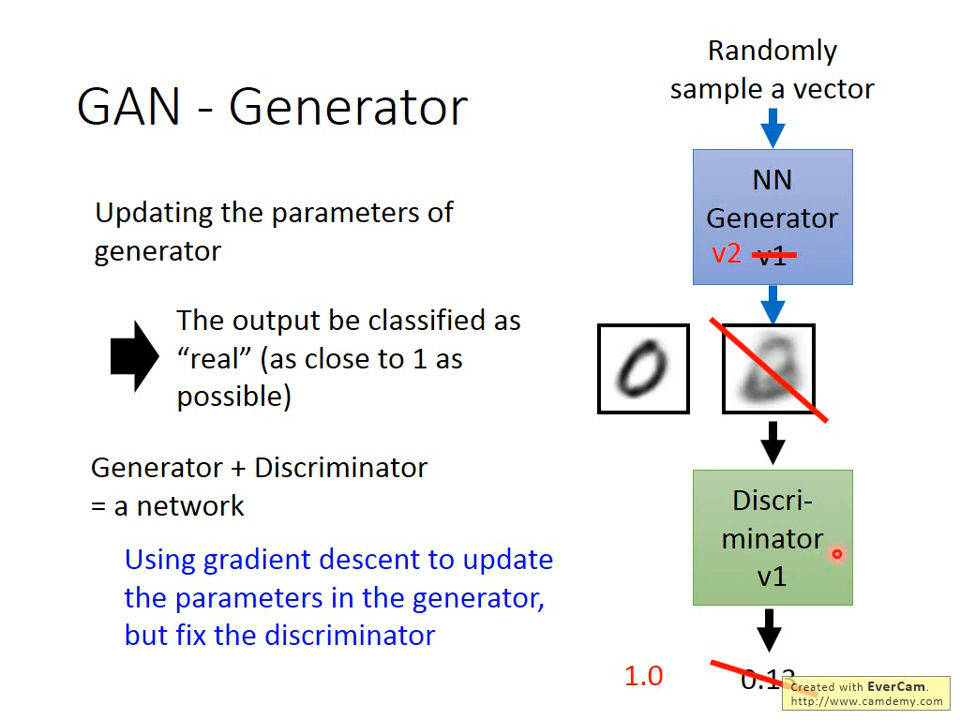 Randomly
sample a vector
GAN - Generator
NN
Generator
v2 v1
Updating the parameters of
generator
The output be classified as
“real” (as close to 1 as
possible)
Generator + Discriminator
= a network
Using gradient descent to update
the parameters in the generator,
but fix the discriminator
Discri-
minator
v1
1.0 0.13
Created with EverCam.
http://www.camdemy.com